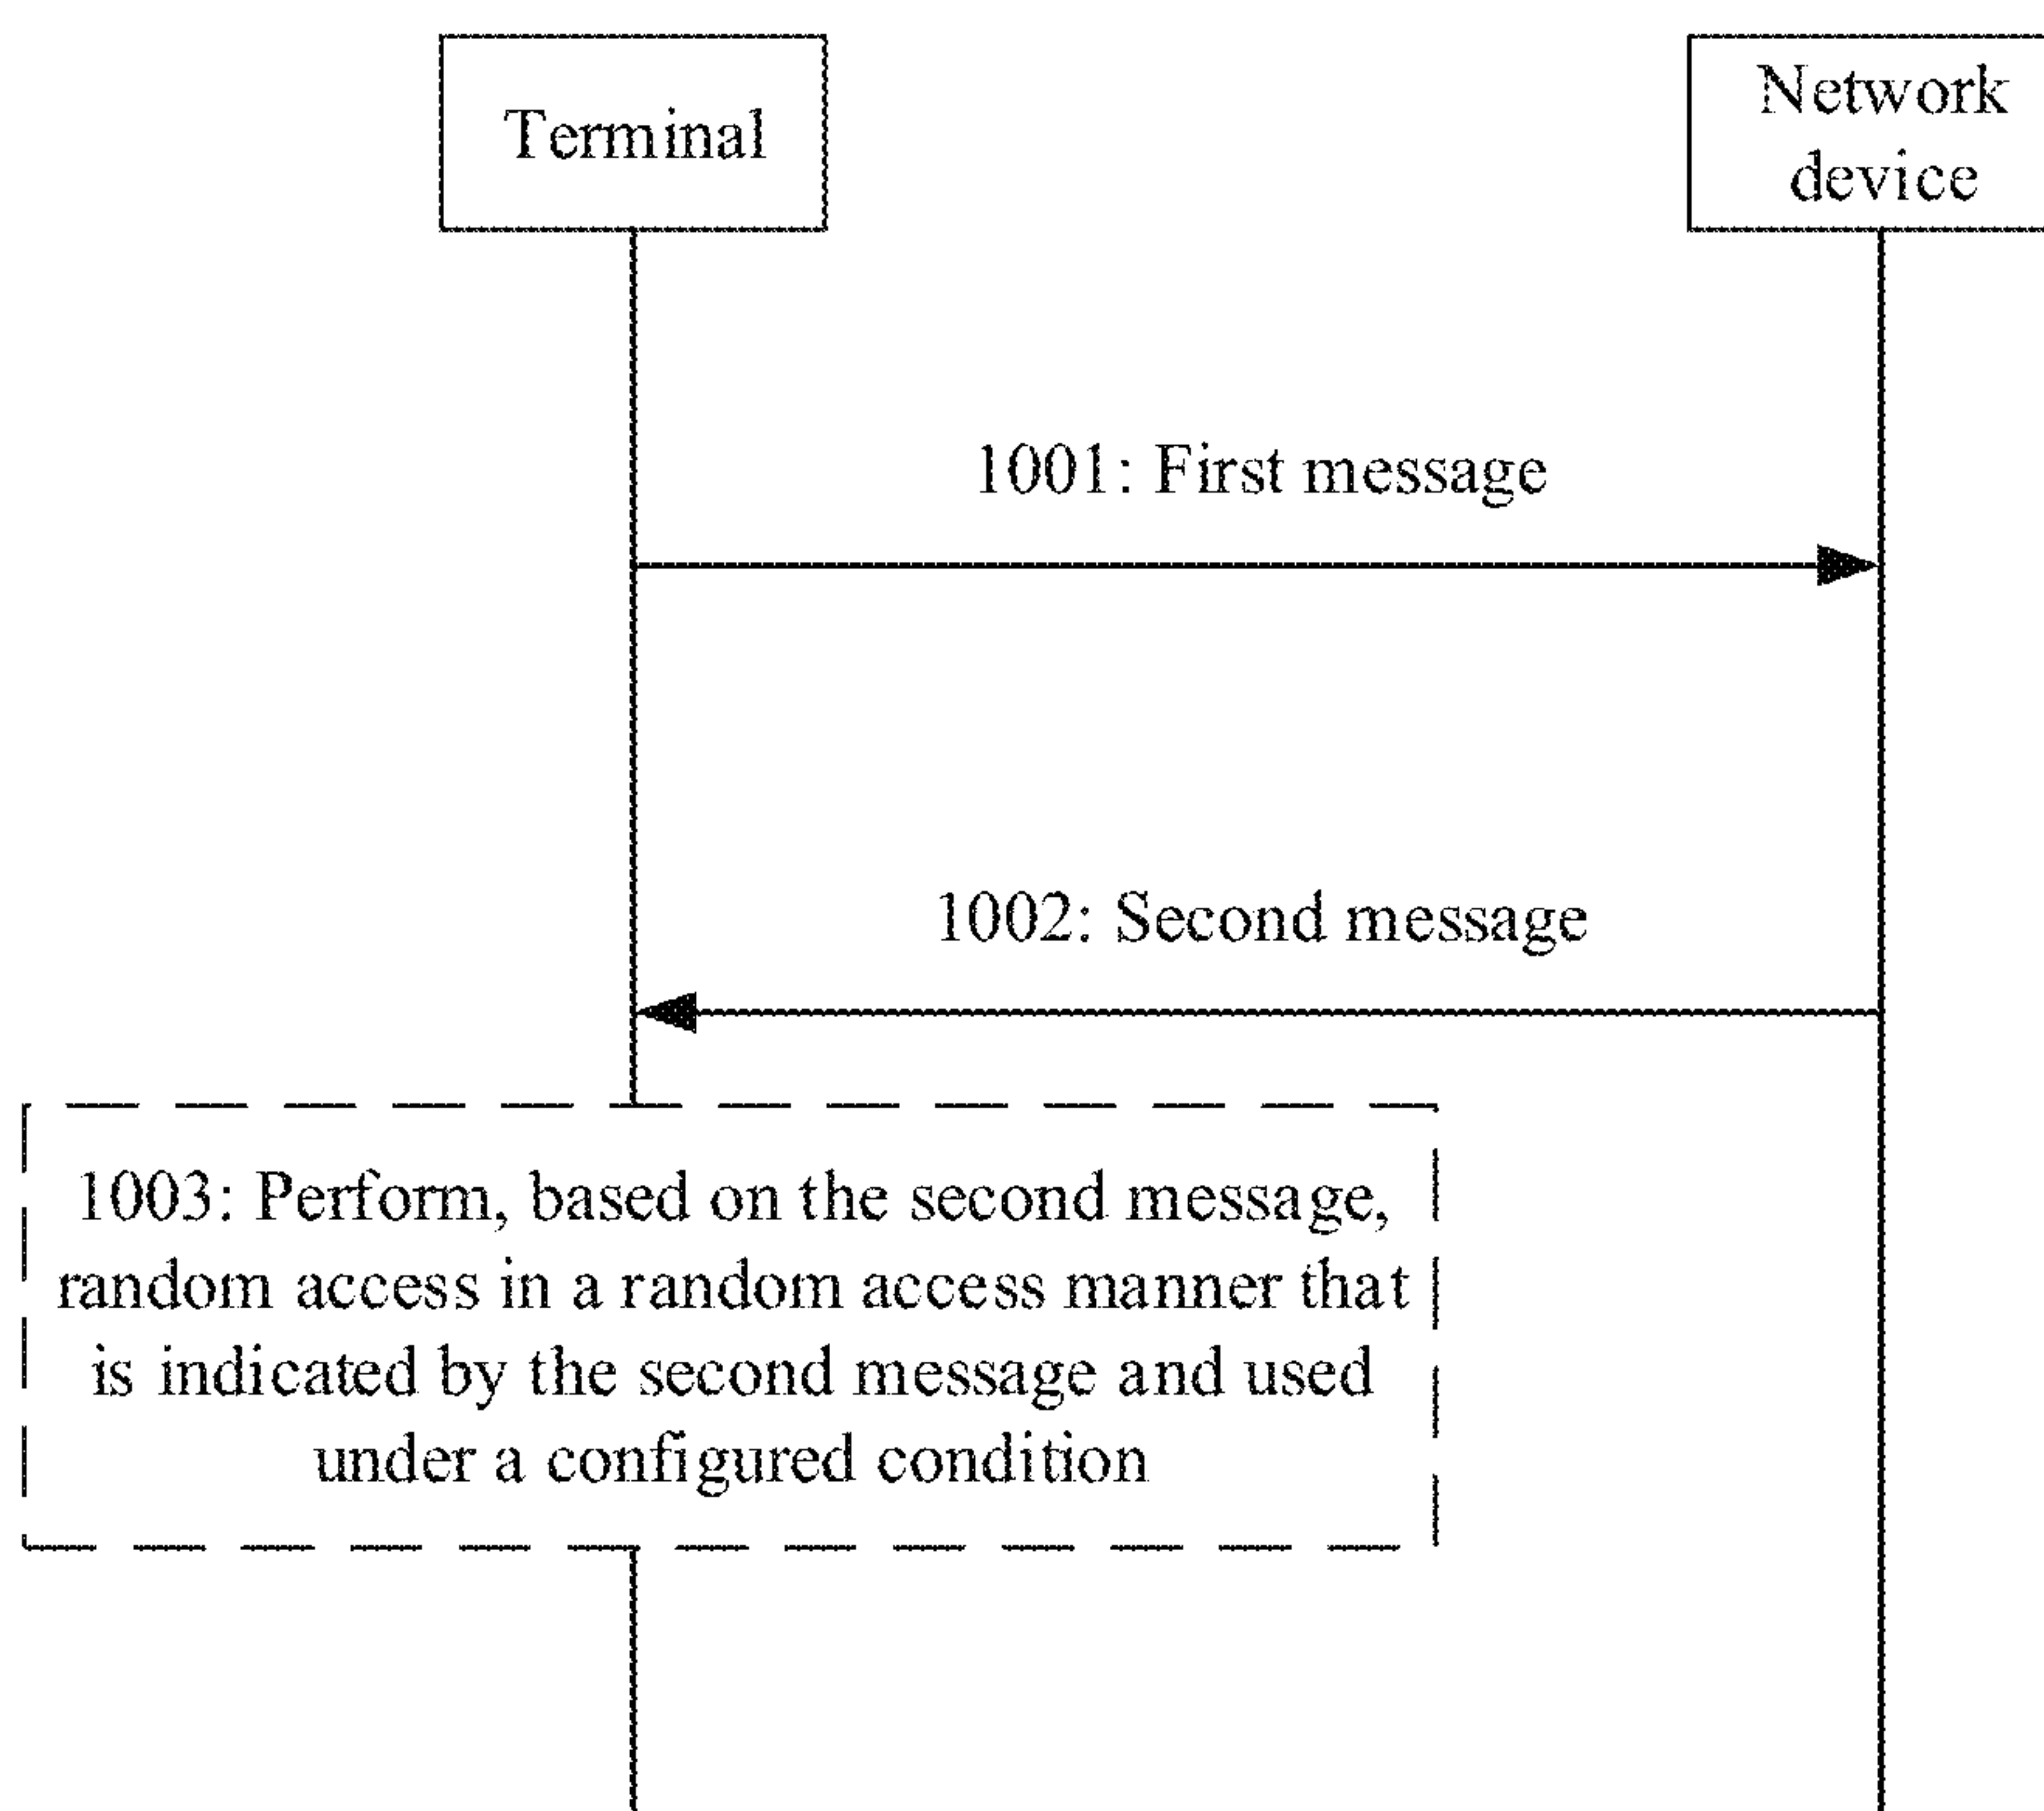 Terminal
Network
device
1001: First message
1002: Second message
1003: Perform, based on the second message,
random access in a random access manner that
is indicated by the second message and used
under a configured condition